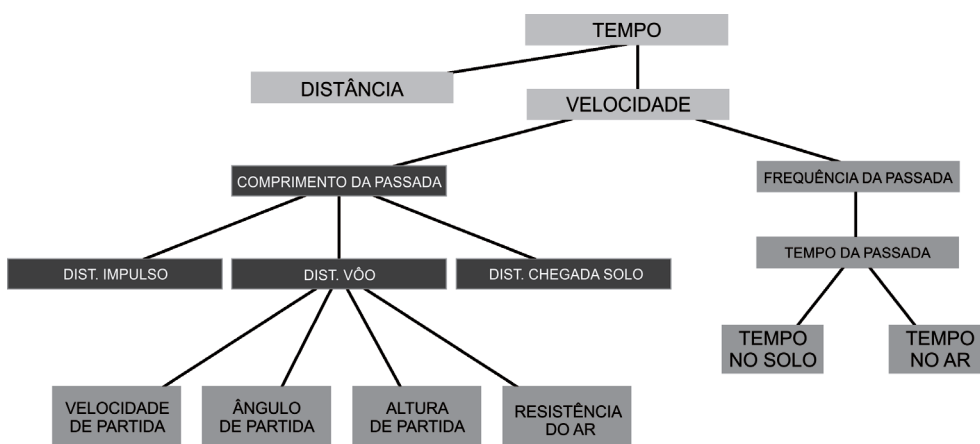 TEMPO
DISTÂNCIA
VELOCIDADE
COMPRIMENTO DA PASSADA
FREQUÊNCIA DA PASSADA
TEMPO DA PASSADA
DIST. IMPULSO
DIST. VÔO
DIST. CHEGADA SOLO
TEMPO
NO SOLO
TEMPO
NO AR
VELOCIDADE
DE PARTIDA
ÂNGULO
DE PARTIDA
ALTURA
DE PARTIDA
RESISTÊNCIA
DO AR